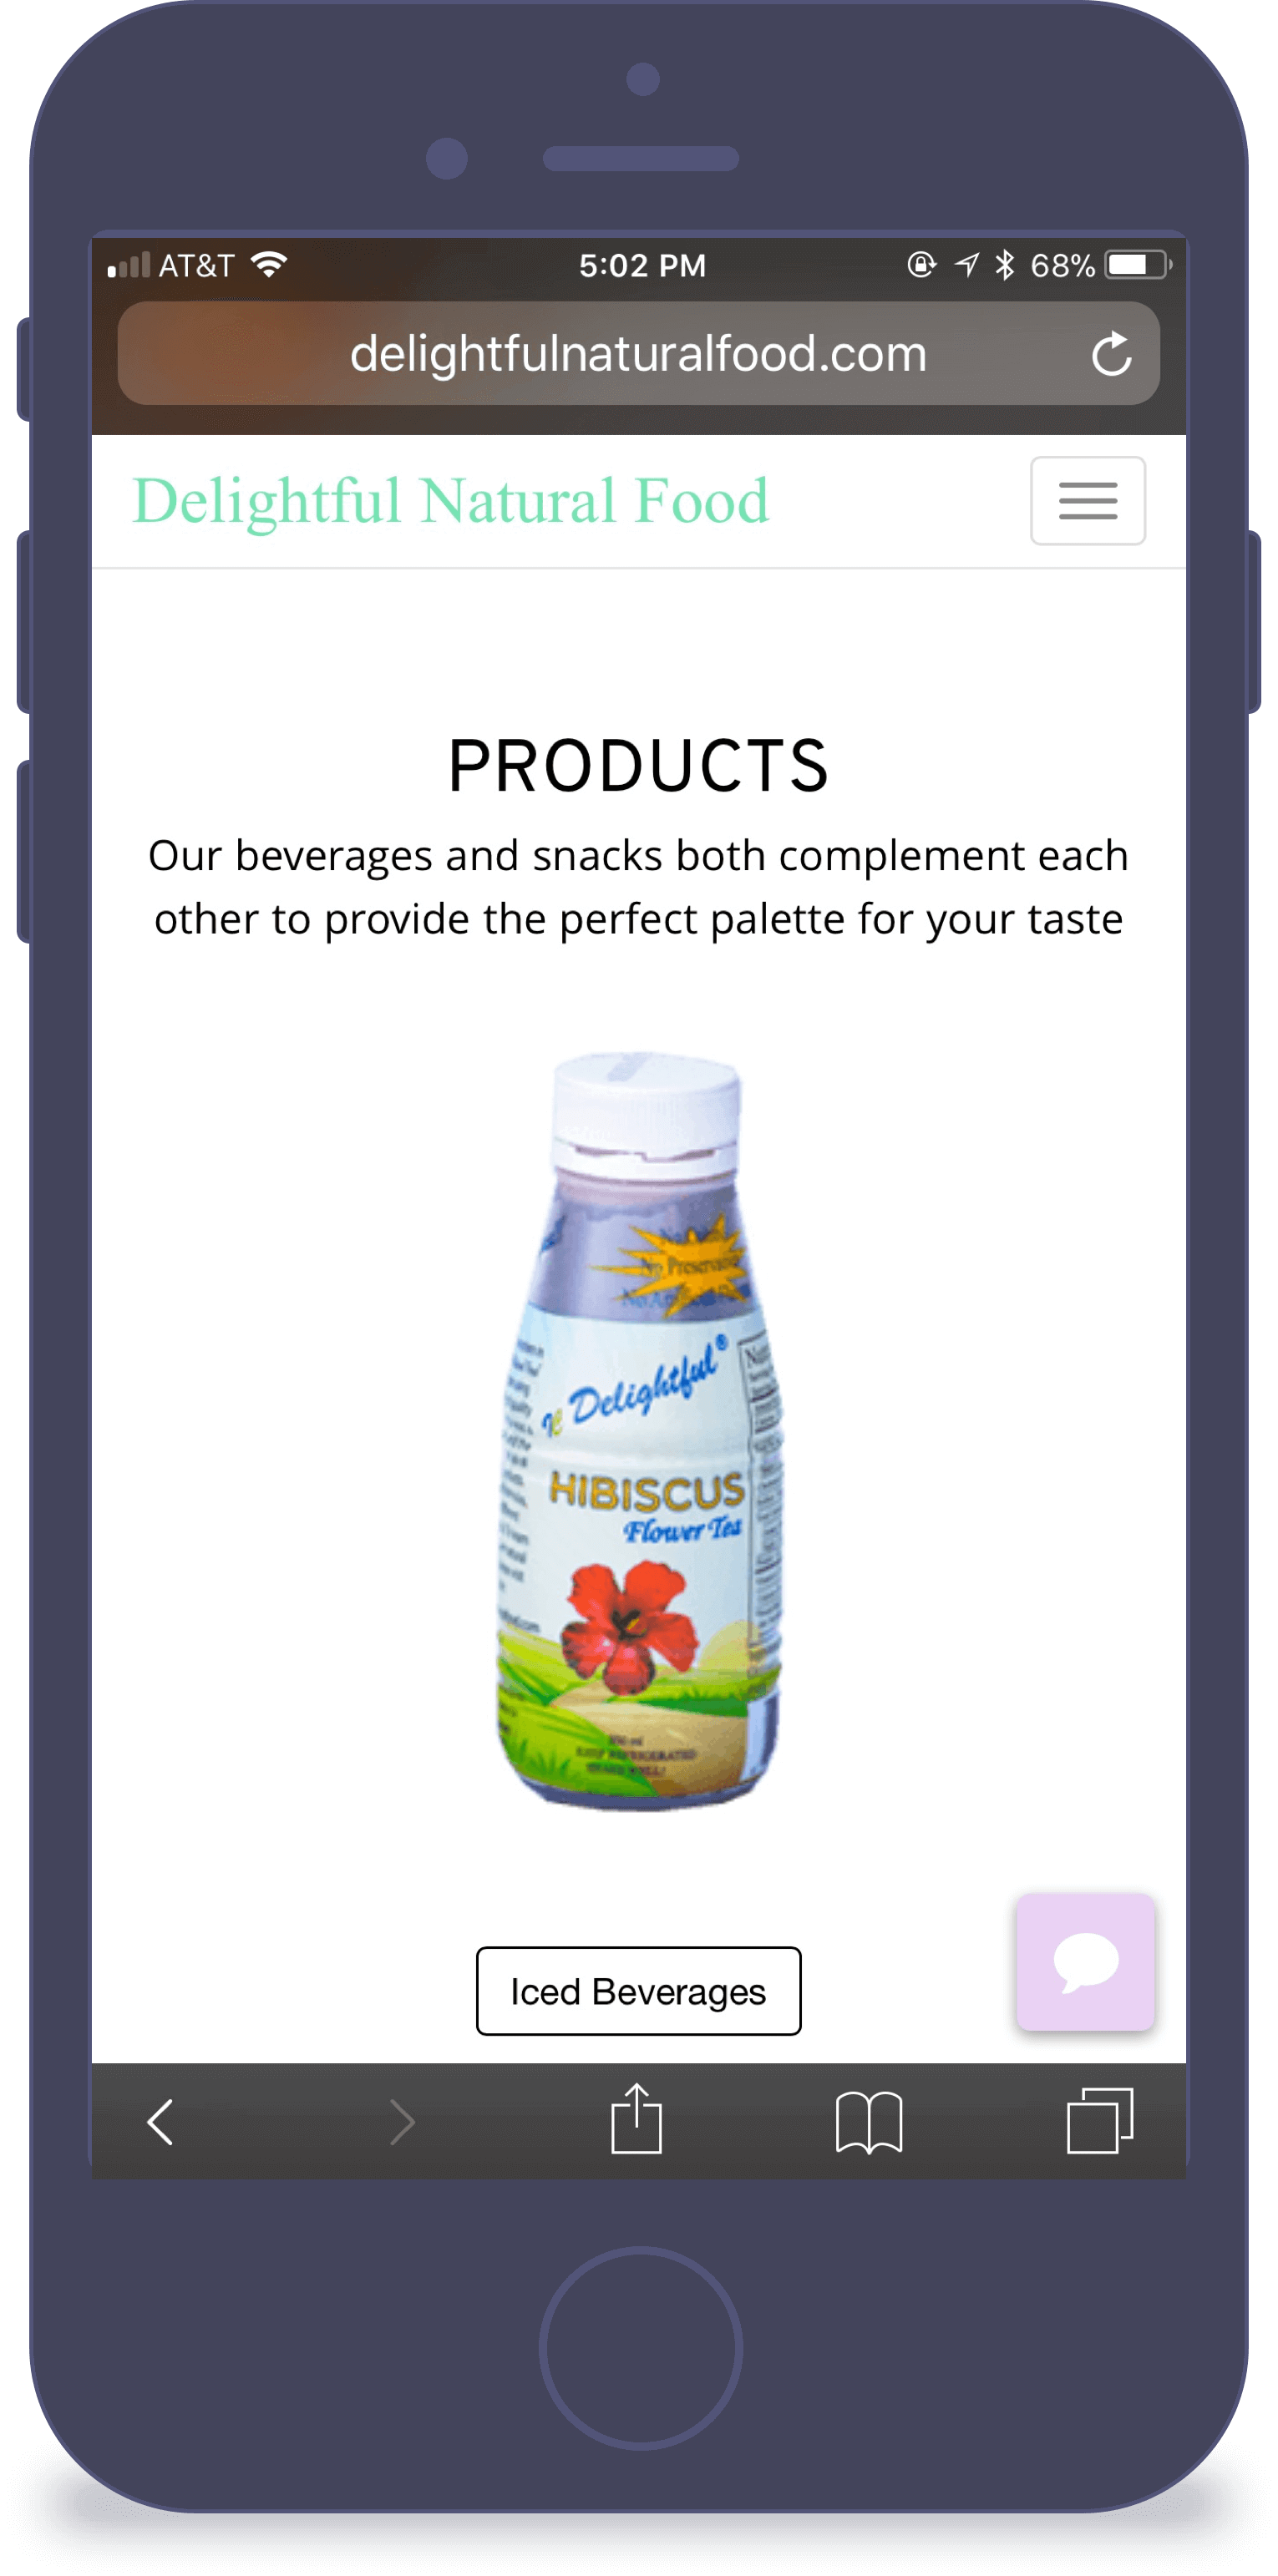 AT&T 5:02 PM 68%
delightfulnaturalfood.com
Delightful Natural Food
PRODUCTS
Our beverages and snacks both complement each
other to provide the perfect palette for your taste
Delightful®
HIBISCUS
Flower Tea
Iced Beverages